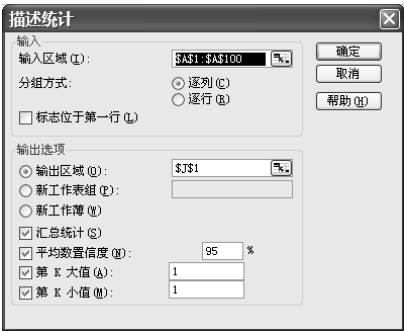 描述统计
输入
输入区域(I): $A$1:$A$100
确定
分组方式: 逐列(C)
取消
逐行(R)
帮助(H)
标志位于第一行(L)
输出选项
输出区域(O): $J$1
新工作表组(P):
新工作薄(W)
汇总统计(S)
平均数置信度(N): 95 %
第 K 大值(A): 1
第 K 小值(M): 1